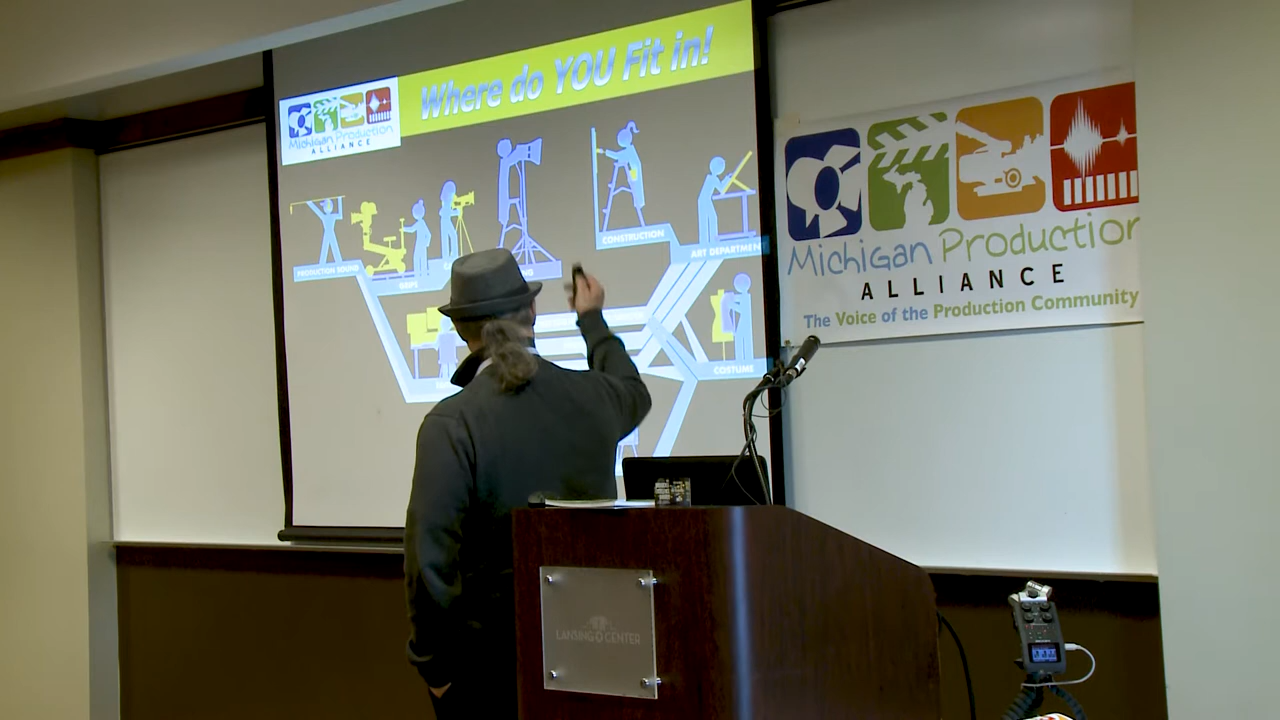 Where do YOU Fit in!
Michigan Production
ALLIANCE
CONSTRUCTION
ART DEPARTMENT
PRODUCTION SOUND
GRIPS
COSTUME
Michigan Production
ALLIANCE
The Voice of the Production Community
LANSING CENTER